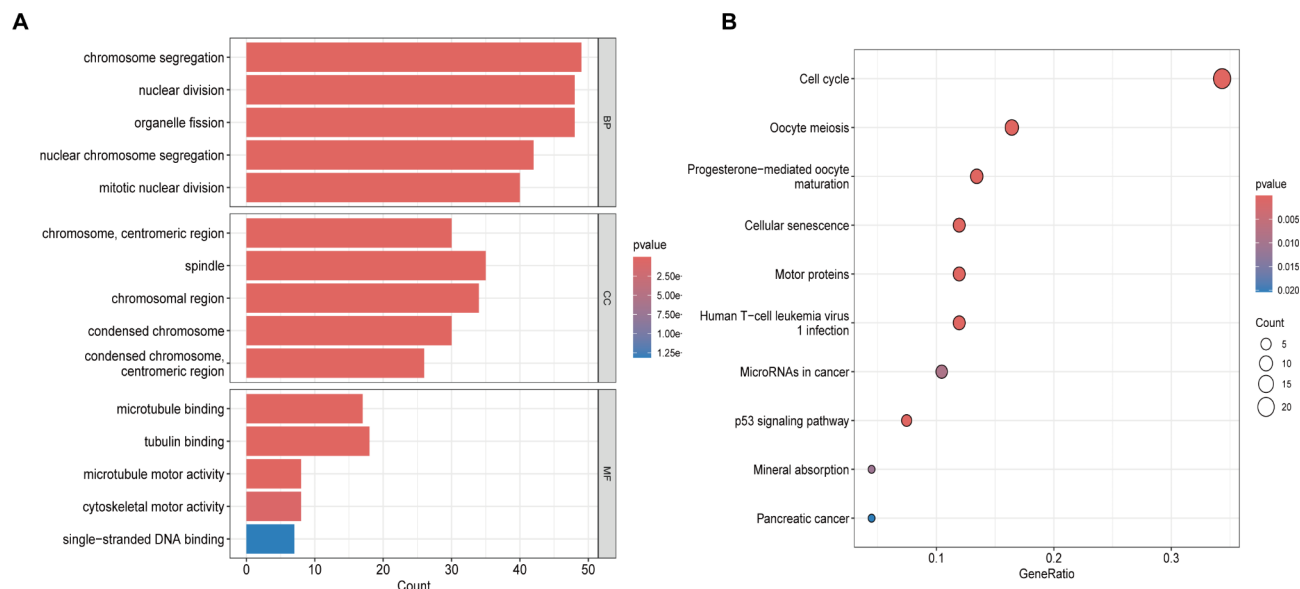 A
chromosome segregation
nuclear division
organelle fission
nuclear chromosome segregation
mitotic nuclear division
BP
chromosome, centromeric region
spindle
chromosomal region
condensed chromosome
condensed chromosome,
centromeric region
CC
microtubule binding
tubulin binding
microtubule motor activity
cytoskeletal motor activity
single−stranded DNA binding
MF
0 10 20 30 40 50
Count
pvalue
2.50e-
5.00e-
7.50e-
1.00e-
1.25e-
B
Cell cycle
Oocyte meiosis
Progesterone−mediated oocyte
maturation
Cellular senescence
Motor proteins
Human T−cell leukemia virus
1 infection
MicroRNAs in cancer
p53 signaling pathway
Mineral absorption
Pancreatic cancer
0.1 0.2 0.3
GeneRatio
pvalue
0.005
0.010
0.015
0.020
Count
5
10
15
20